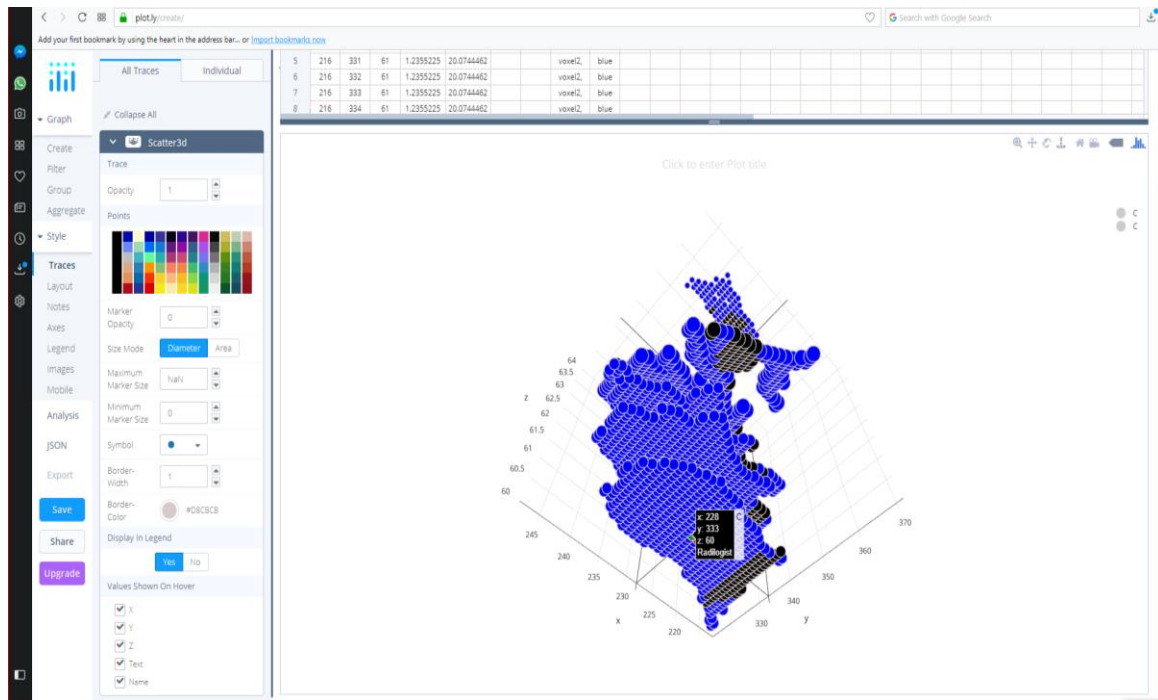 plot.ly/create/
G Search with Google Search
Add your first bookmark by using the heart in the address bar... or Import bookmarks now
All Traces Individual
Collapse All
Graph
Create
Filter
Group
Aggregate
Style
Traces
Layout
Notes
Axes
Legend
Images
Mobile
Analysis
JSON
Export
Save
Share
Upgrade
Scatter3d
Trace
Opacity 1
Points
Marker Opacity 0
Size Mode Diameter Area
Maximum Marker Size NaN
Minimum Marker Size 0
Symbol
Border-Width 1
Border-Color #D8CBCB
Display In Legend
Yes No
Values Shown On Hover
X
Y
Z
Text
Name
5 216 331 61 1.2355225 20.0744462 voxel2, blue
6 216 332 61 1.2355225 20.0744462 voxel2, blue
7 216 333 61 1.2355225 20.0744462 voxel2, blue
8 216 334 61 1.2355225 20.0744462 voxel2, blue
Click to enter Plot title
C
C
64
63.5
63
z 62.5
62
61.5
61
60.5
60
245
240
235
230
225
220
x
330
340
350
360
370
y
x: 228
y: 333
z: 60
Radilogist
C